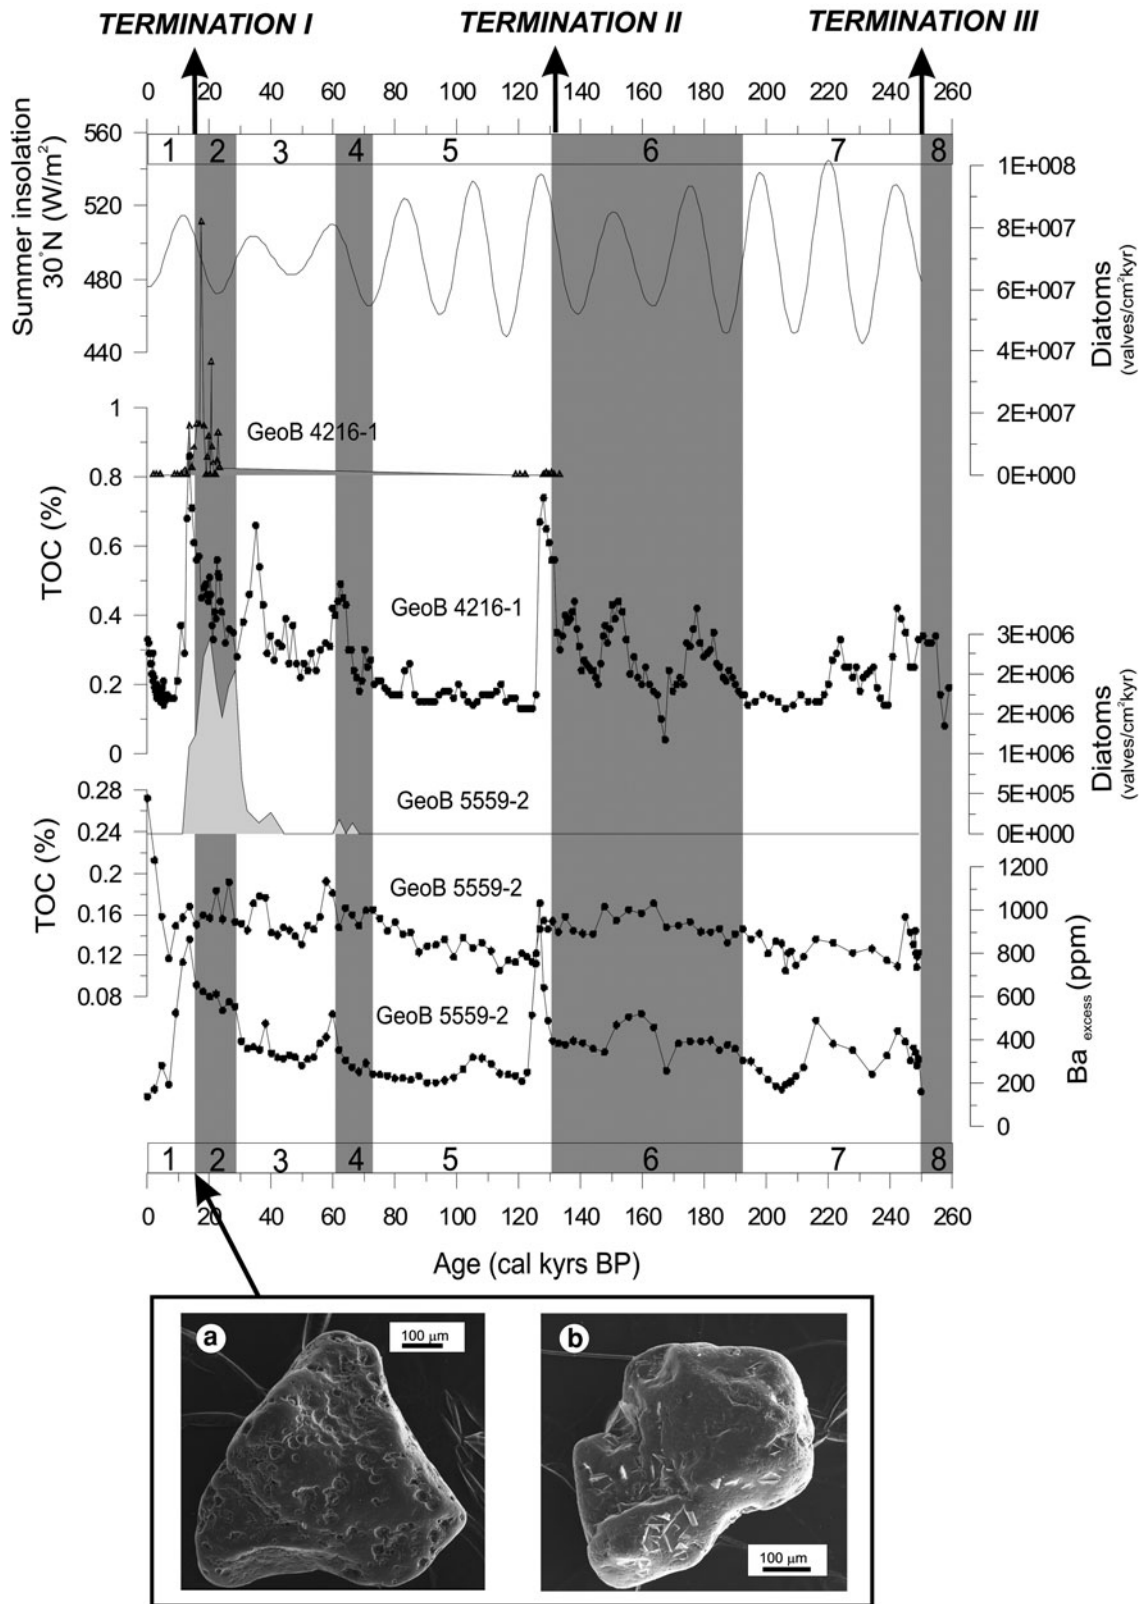 TERMINATION I TERMINATION II TERMINATION III
0 20 40 60 80 100 120 140 160 180 200 220 240 260
1 2 3 4 5 6 7 8
Summer insolation
30°N (W/m²)
560
520
480
440
1E+008
8E+007
6E+007
4E+007
2E+007
0E+000
Diatoms
(valves/cm²kyr)
GeoB 4216-1
TOC (%)
1
0.8
0.6
0.4
0.2
0
GeoB 4216-1
3E+006
2E+006
2E+006
1E+006
5E+005
0E+000
Diatoms
(valves/cm²kyr)
GeoB 5559-2
TOC (%)
0.28
0.24
0.2
0.16
0.12
0.08
GeoB 5559-2
GeoB 5559-2
1200
1000
800
600
400
200
0
Ba excess (ppm)
1 2 3 4 5 6 7 8
0 20 40 60 80 100 120 140 160 180 200 220 240 260
Age (cal kyrs BP)
a 100 µm
b 100 µm